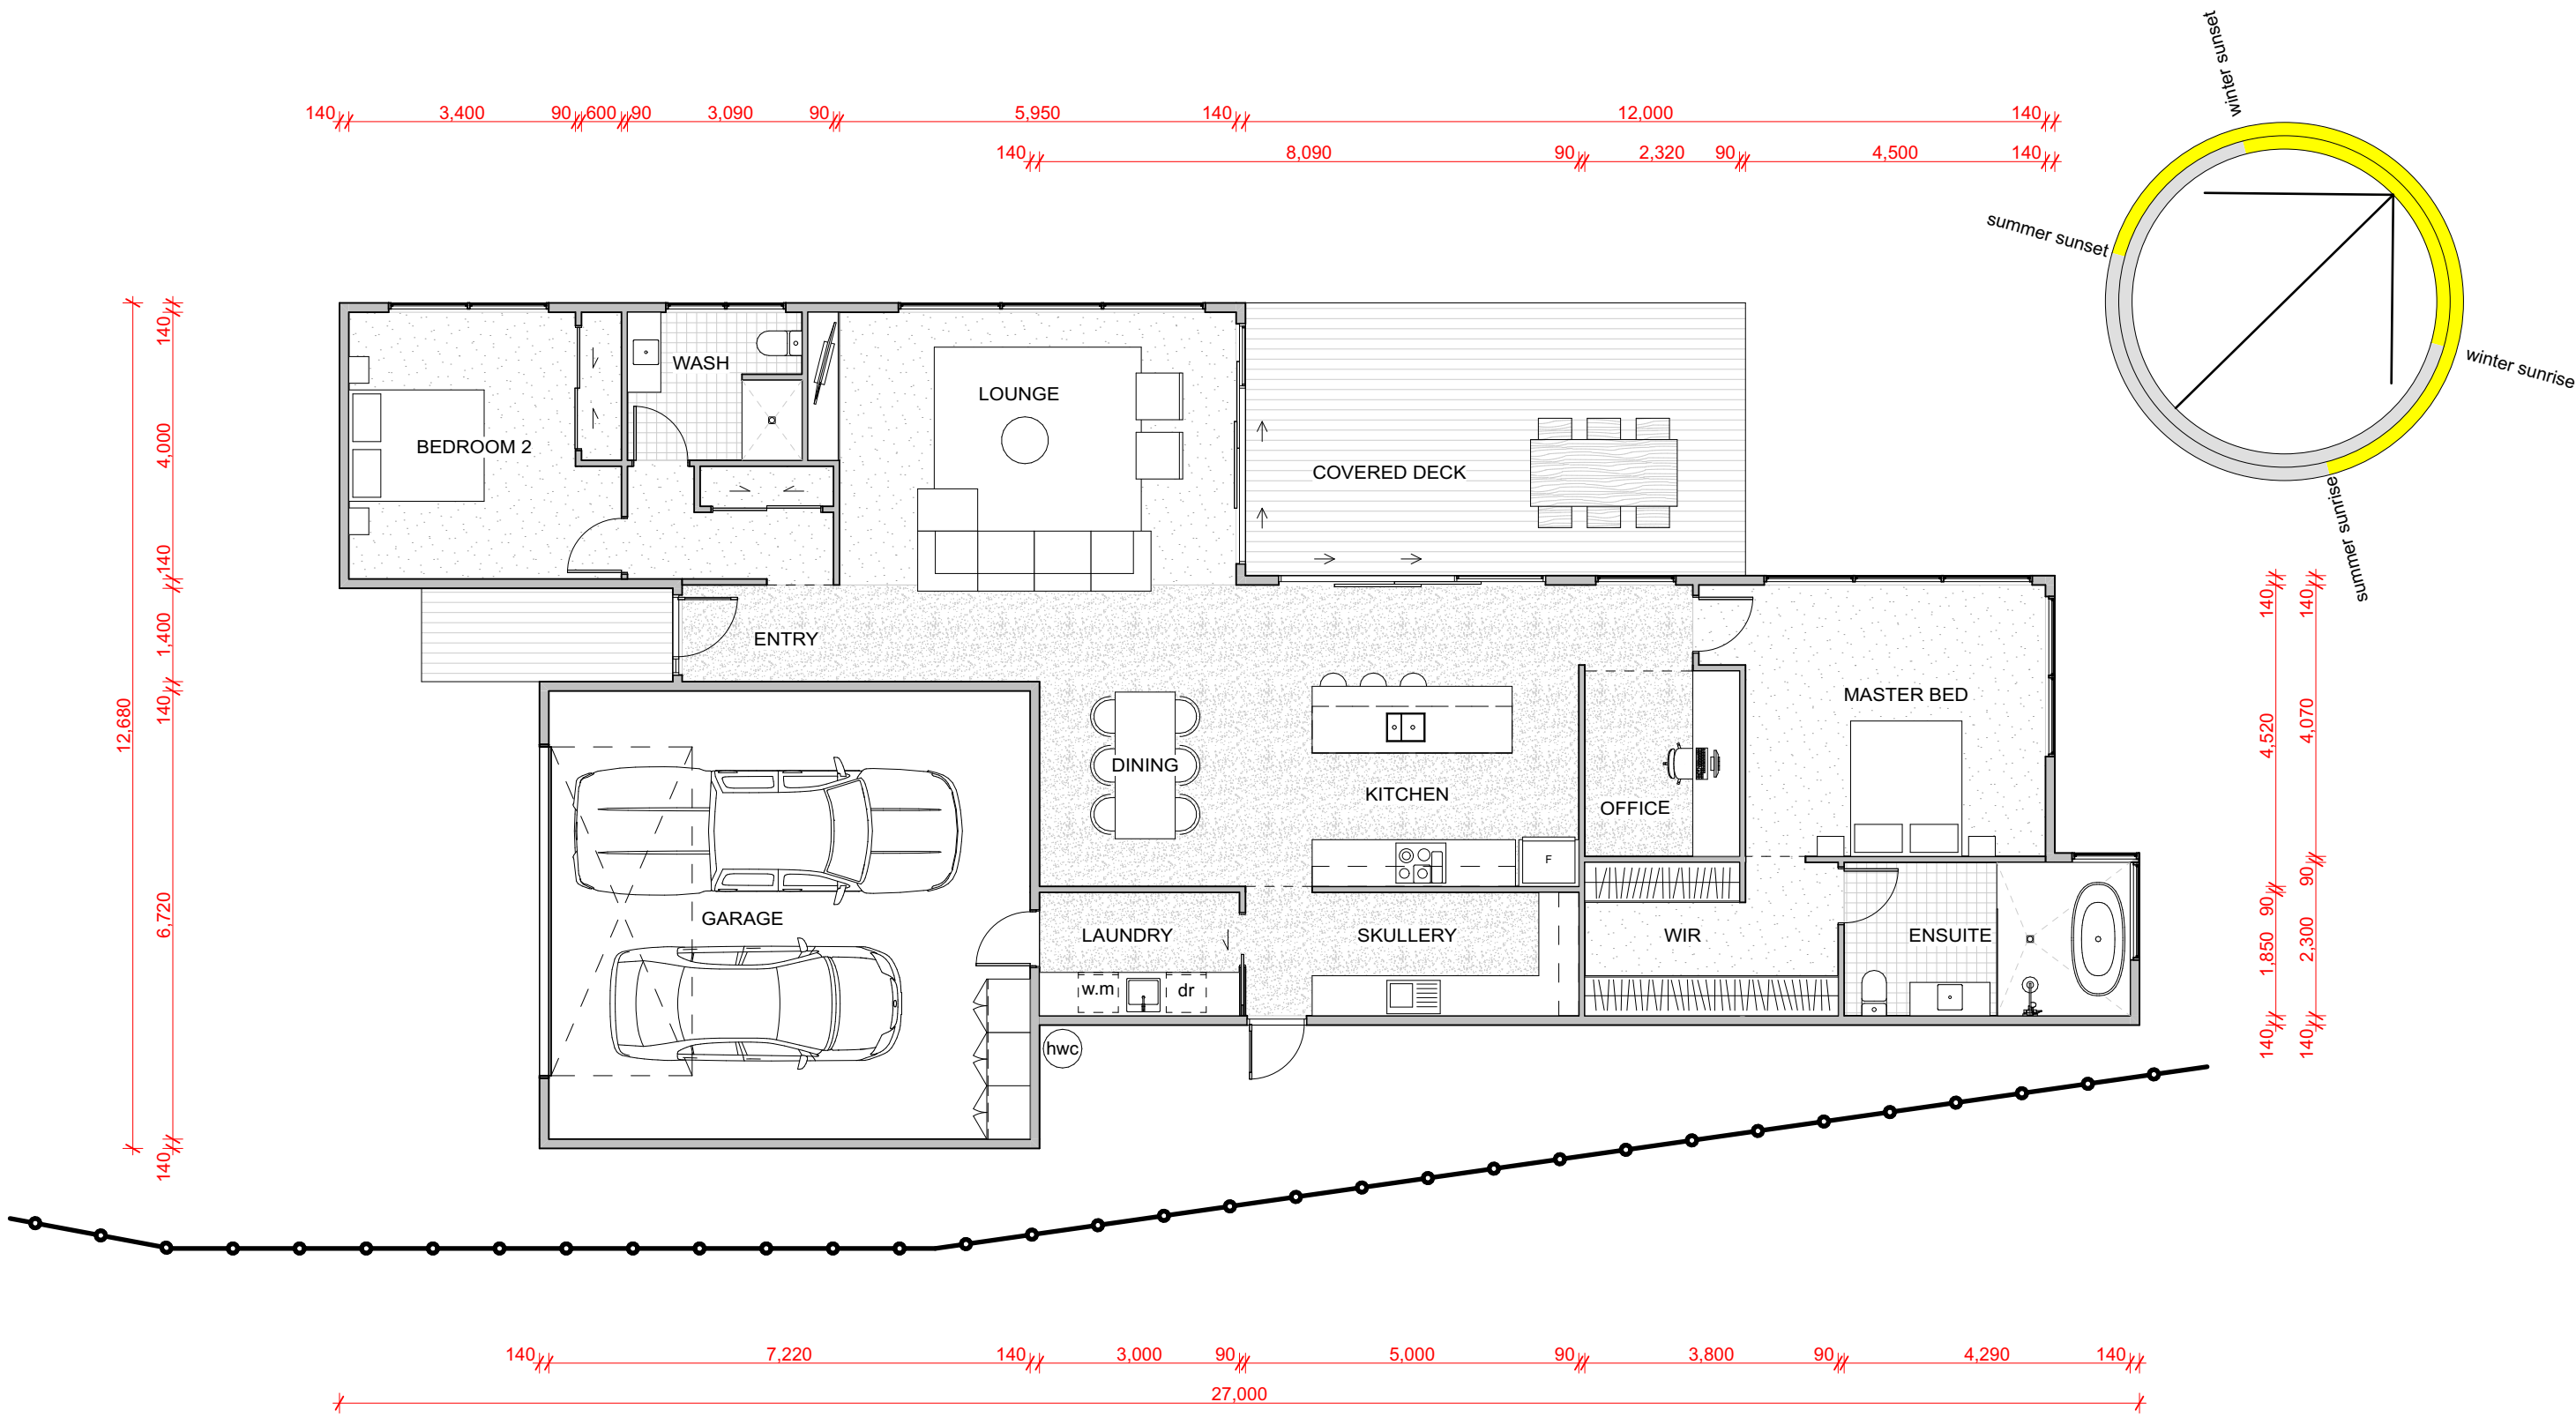 winter sunset
140 3,400 90 600 90 3,090 90 5,950 140 12,000 140
140 8,090 90 2,320 90 4,500 140
summer sunset
winter sunrise
summer sunrise
WASH
LOUNGE
BEDROOM 2
COVERED DECK
ENTRY
MASTER BED
DINING
KITCHEN
OFFICE
F
GARAGE
LAUNDRY
SKULLERY
WIR
ENSUITE
w.m
dr
hwc
12,680
140
4,000
140
1,400
140
6,720
140
140
4,520
90
1,850
140
140
4,070
90
2,300
140
140 7,220 140 3,000 90 5,000 90 3,800 90 4,290 140
27,000